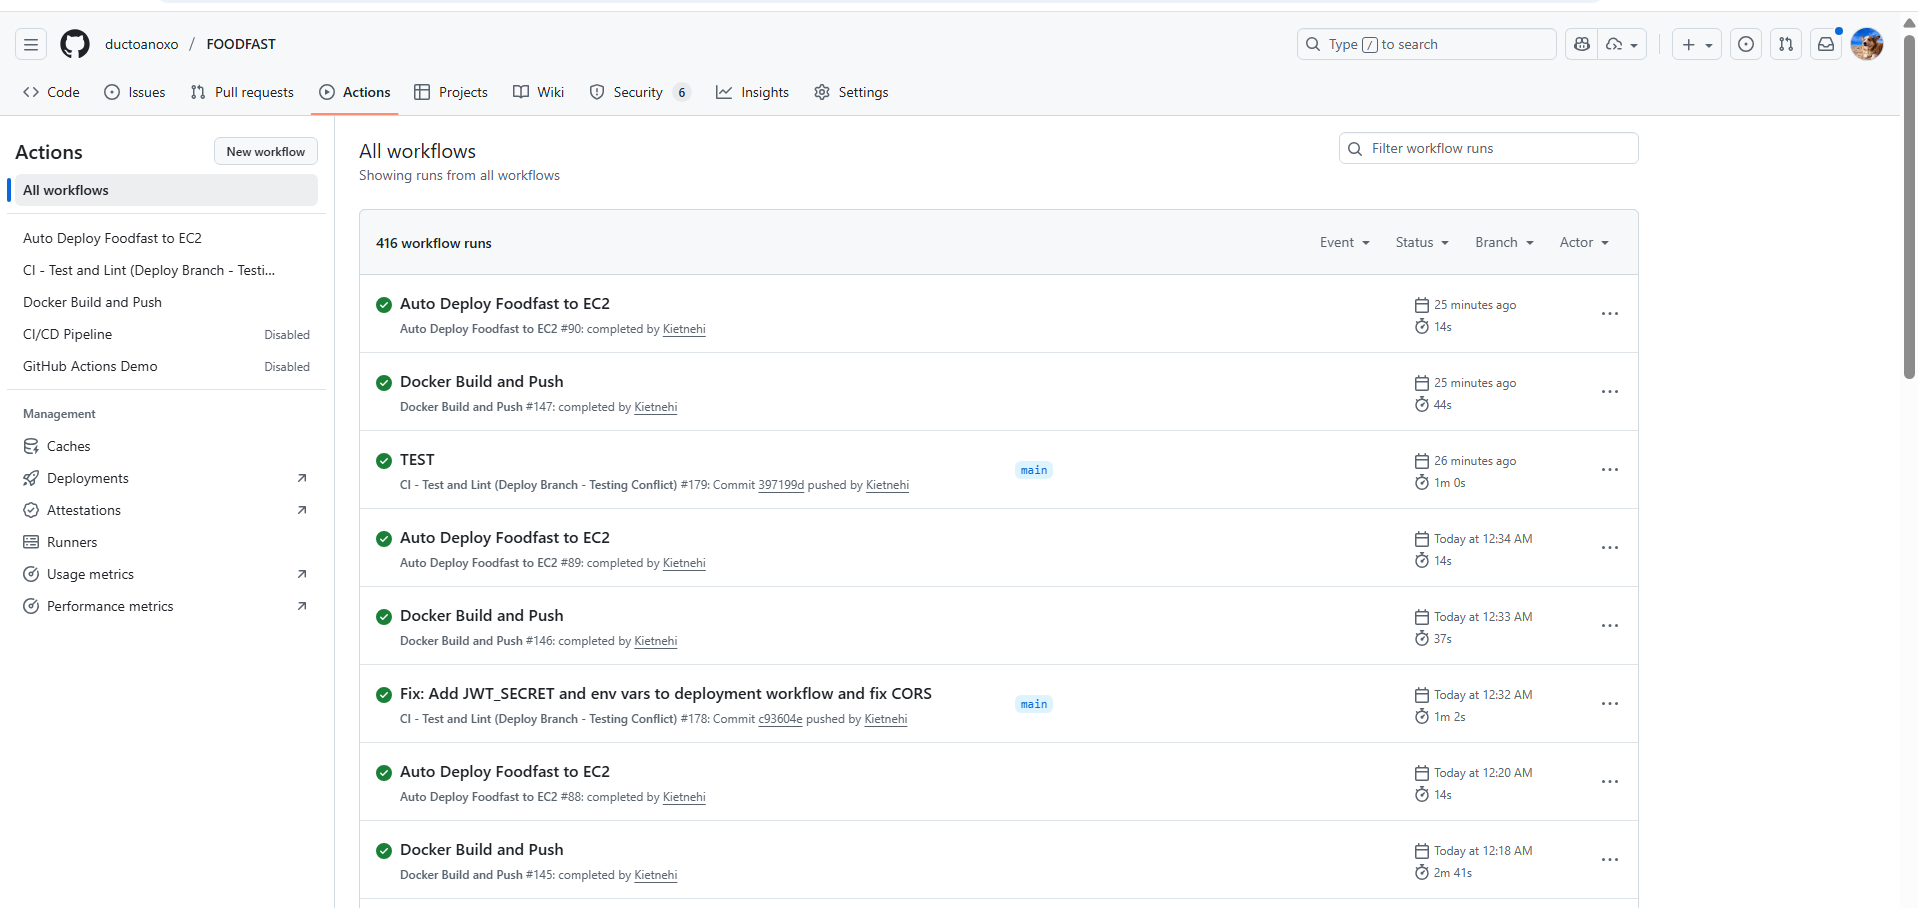 ductoanoxo / FOODFAST
Type / to search
Code
Issues
Pull requests
Actions
Projects
Wiki
Security 6
Insights
Settings
Actions
New workflow
All workflows
Auto Deploy Foodfast to EC2
CI - Test and Lint (Deploy Branch - Testi...
Docker Build and Push
CI/CD Pipeline Disabled
GitHub Actions Demo Disabled
Management
Caches
Deployments
Attestations
Runners
Usage metrics
Performance metrics
All workflows
Showing runs from all workflows
Filter workflow runs
416 workflow runs
Event
Status
Branch
Actor
Auto Deploy Foodfast to EC2
Auto Deploy Foodfast to EC2 #90: completed by Kietnehi
25 minutes ago
14s
Docker Build and Push
Docker Build and Push #147: completed by Kietnehi
25 minutes ago
44s
TEST
CI - Test and Lint (Deploy Branch - Testing Conflict) #179: Commit 397199d pushed by Kietnehi
main
26 minutes ago
1m 0s
Auto Deploy Foodfast to EC2
Auto Deploy Foodfast to EC2 #89: completed by Kietnehi
Today at 12:34 AM
14s
Docker Build and Push
Docker Build and Push #146: completed by Kietnehi
Today at 12:33 AM
37s
Fix: Add JWT_SECRET and env vars to deployment workflow and fix CORS
CI - Test and Lint (Deploy Branch - Testing Conflict) #178: Commit c93604e pushed by Kietnehi
main
Today at 12:32 AM
1m 2s
Auto Deploy Foodfast to EC2
Auto Deploy Foodfast to EC2 #88: completed by Kietnehi
Today at 12:20 AM
14s
Docker Build and Push
Docker Build and Push #145: completed by Kietnehi
Today at 12:18 AM
2m 41s